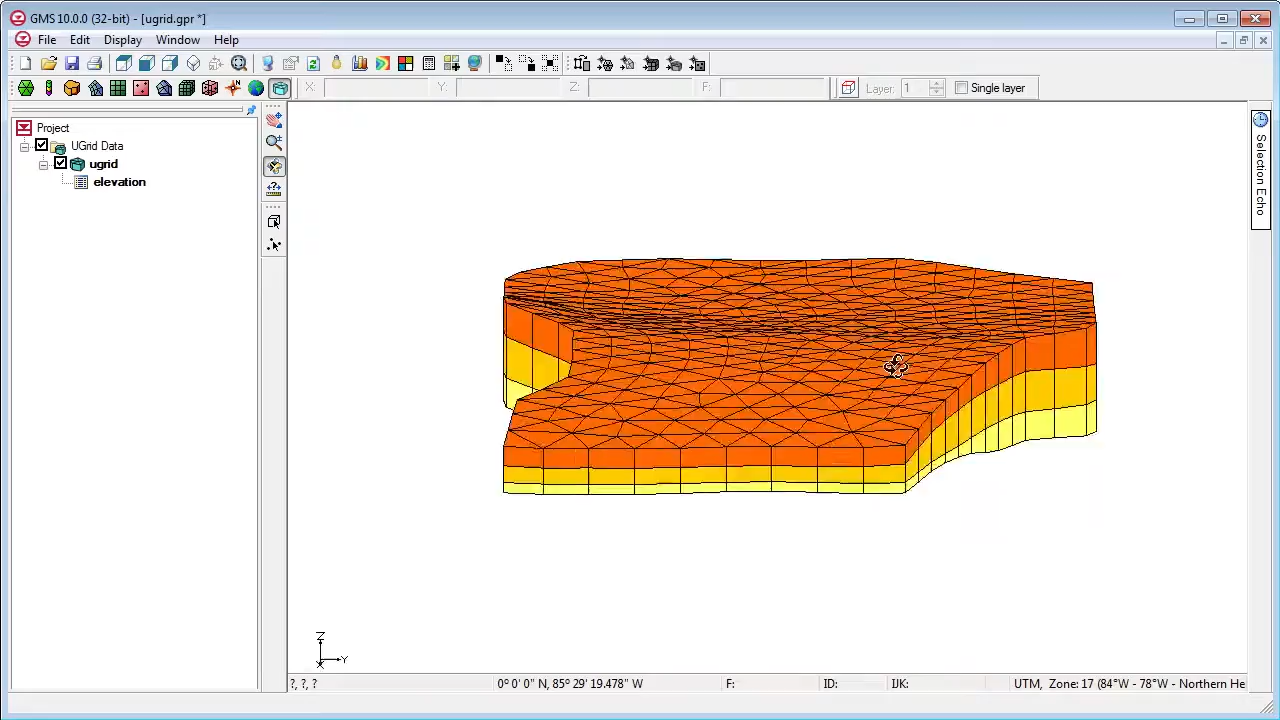 GMS 10.0.0 (32-bit) - [ugrid.gpr *]
File Edit Display Window Help
X: Y: Z: F: Layer: 1 Single layer
Project
UGrid Data
ugrid
elevation
Selection Echo
Z
Y
X
?, ?, ? 0º 0' 0" N, 85º 29' 19.478" W F: ID: IJK: UTM, Zone: 17 (84°W - 78°W - Northern He